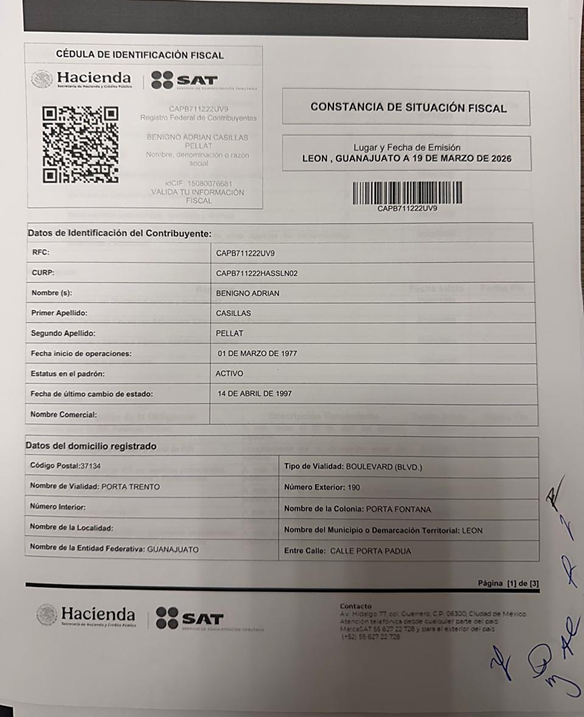 CÉDULA DE IDENTIFICACIÓN FISCAL
Hacienda
Secretaría de Hacienda y Crédito Público
SAT
CAPB711222UV9
Registro Federal de Contribuyentes
BENIGNO ADRIAN CASILLAS
PELLAT
Nombre, denominación o razón
social
idCIF: 15080076681
VALIDA TU INFORMACIÓN
FISCAL
CONSTANCIA DE SITUACIÓN FISCAL
Lugar y Fecha de Emisión
LEON , GUANAJUATO A 19 DE MARZO DE 2026
CAPB711222UV9
Datos de Identificación del Contribuyente:
RFC: CAPB711222UV9
CURP: CAPB711222HASSLN02
Nombre (s): BENIGNO ADRIAN
Primer Apellido: CASILLAS
Segundo Apellido: PELLAT
Fecha inicio de operaciones: 01 DE MARZO DE 1977
Estatus en el padrón: ACTIVO
Fecha de último cambio de estado: 14 DE ABRIL DE 1997
Nombre Comercial:
Datos del domicilio registrado
Código Postal:37134 Tipo de Vialidad: BOULEVARD (BLVD.)
Nombre de Vialidad: PORTA TRENTO Número Exterior: 190
Número Interior: Nombre de la Colonia: PORTA FONTANA
Nombre de la Localidad: Nombre del Municipio o Demarcación Territorial: LEON
Nombre de la Entidad Federativa: GUANAJUATO Entre Calle: CALLE PORTA PADUA
Página [1] de [3]
Hacienda
Secretaría de Hacienda y Crédito Público
SAT
Contacto
Av. Hidalgo 77, col. Guerrero, C.P. 06300, Ciudad de México.
Atención telefónica desde cualquier parte del país:
MarcaSAT 55 627 22 728 y para el exterior del país
(+52) 55 627 22 728